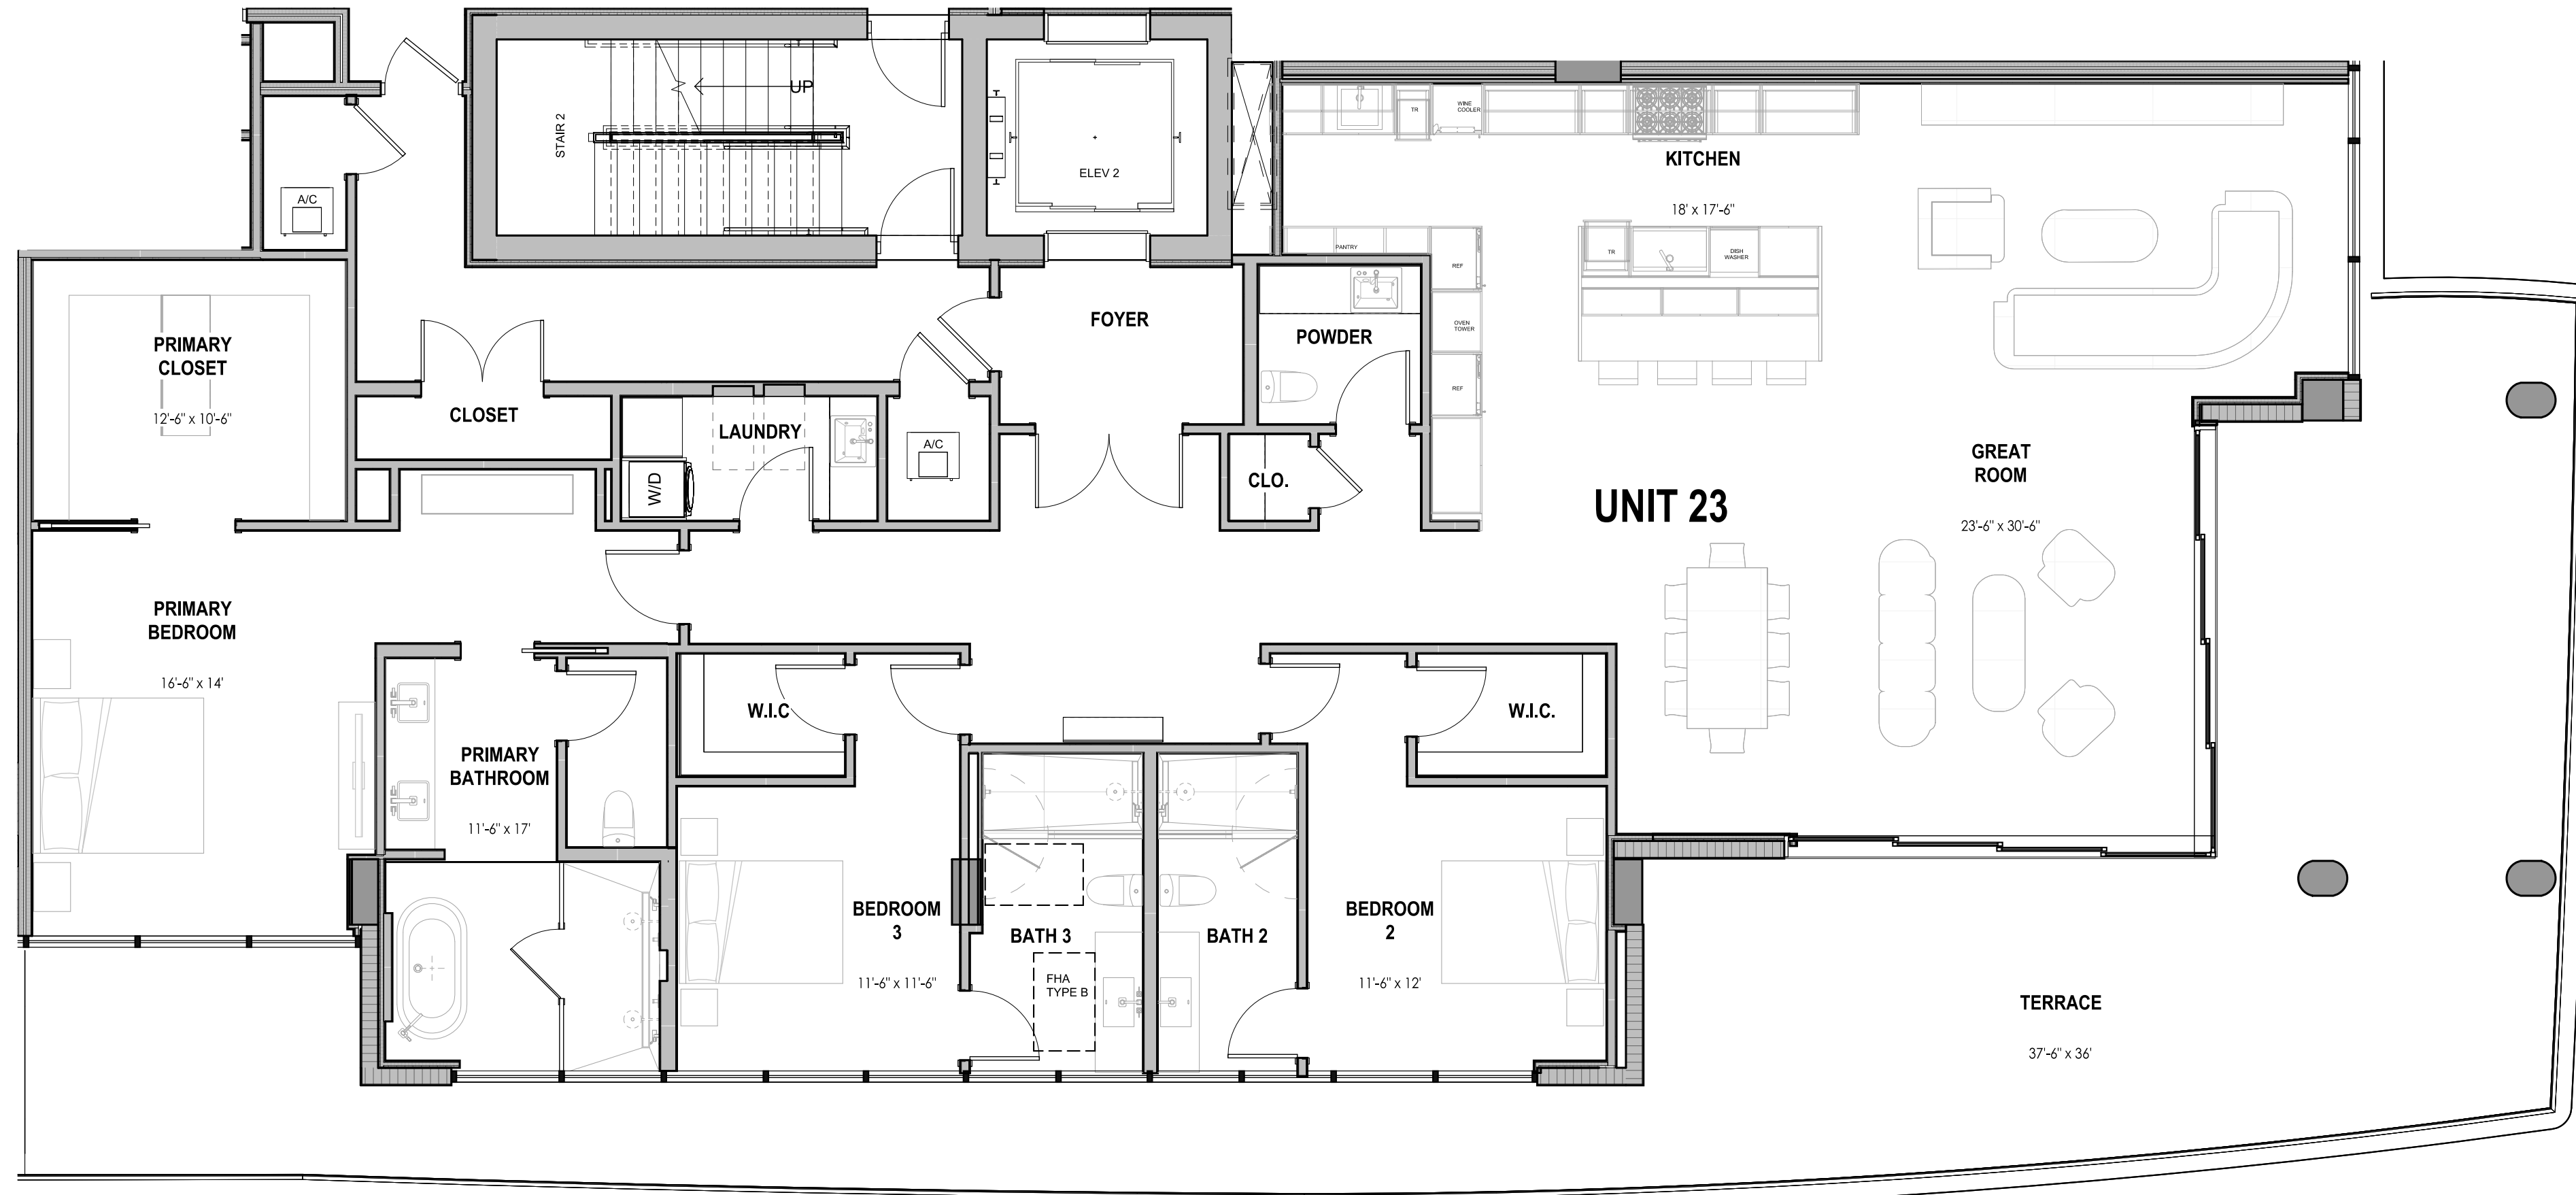 UP
STAIR 2
ELEV 2
A/C
TR
WINE
COOLER
KITCHEN
18' x 17'-6"
PANTRY
REF
TR
DISH
WASHER
OVEN
TOWER
REF
FOYER
POWDER
PRIMARY
CLOSET
12'-6" x 10'-6"
CLOSET
LAUNDRY
W/D
A/C
CLO.
UNIT 23
GREAT
ROOM
23'-6" x 30'-6"
PRIMARY
BEDROOM
16'-6" x 14'
W.I.C
W.I.C.
PRIMARY
BATHROOM
11'-6" x 17'
BEDROOM
3
11'-6" x 11'-6"
BATH 3
FHA
TYPE B
BATH 2
BEDROOM
2
11'-6" x 12'
TERRACE
37'-6" x 36'